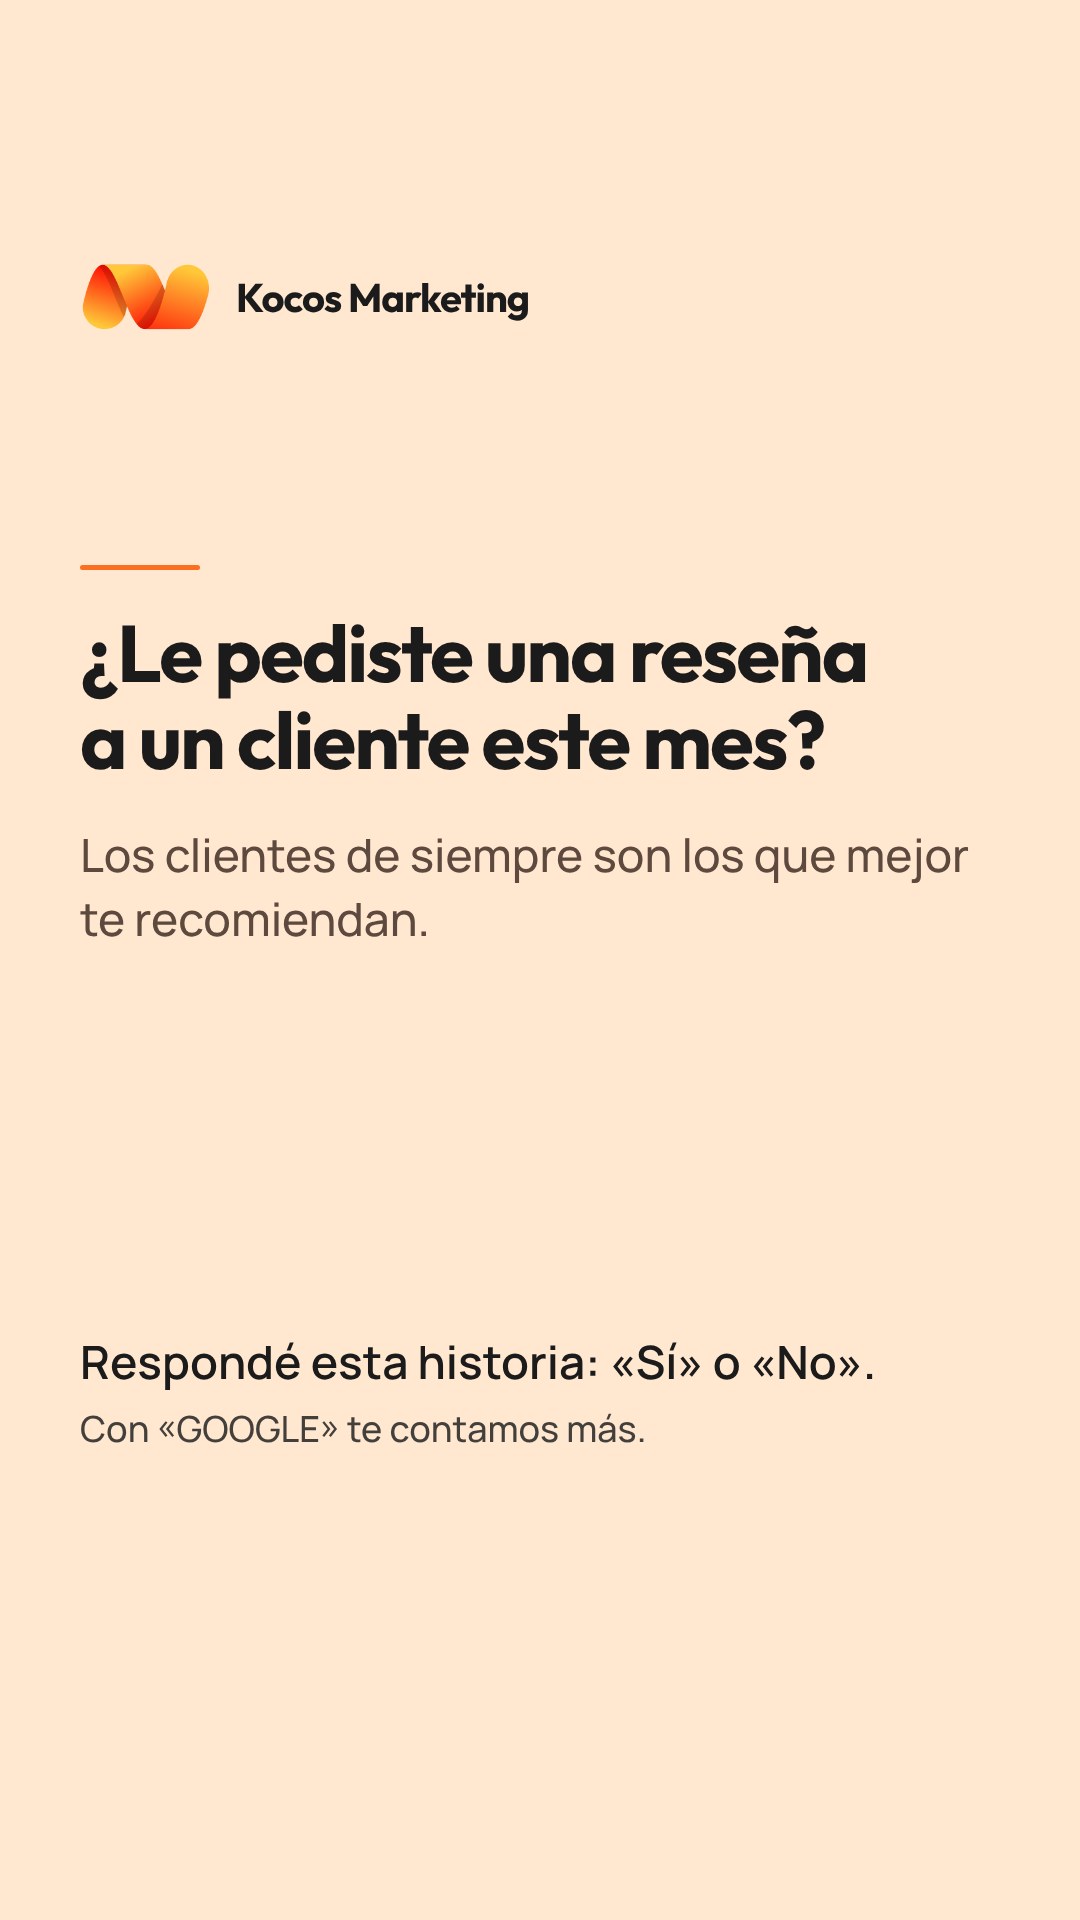 Kocos Marketing
¿Le pediste una reseña
a un cliente este mes?
Los clientes de siempre son los que mejor
te recomiendan.
Respondé esta historia: «Sí» o «No».
Con «GOOGLE» te contamos más.